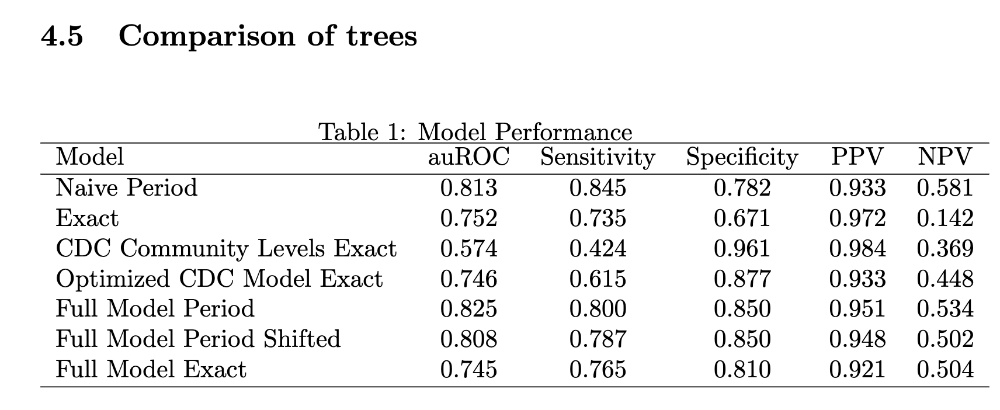 4.5 Comparison of trees
Table 1: Model Performance
Model auROC Sensitivity Specificity PPV NPV
Naive Period 0.813 0.845 0.782 0.933 0.581
Exact 0.752 0.735 0.671 0.972 0.142
CDC Community Levels Exact 0.574 0.424 0.961 0.984 0.369
Optimized CDC Model Exact 0.746 0.615 0.877 0.933 0.448
Full Model Period 0.825 0.800 0.850 0.951 0.534
Full Model Period Shifted 0.808 0.787 0.850 0.948 0.502
Full Model Exact 0.745 0.765 0.810 0.921 0.504